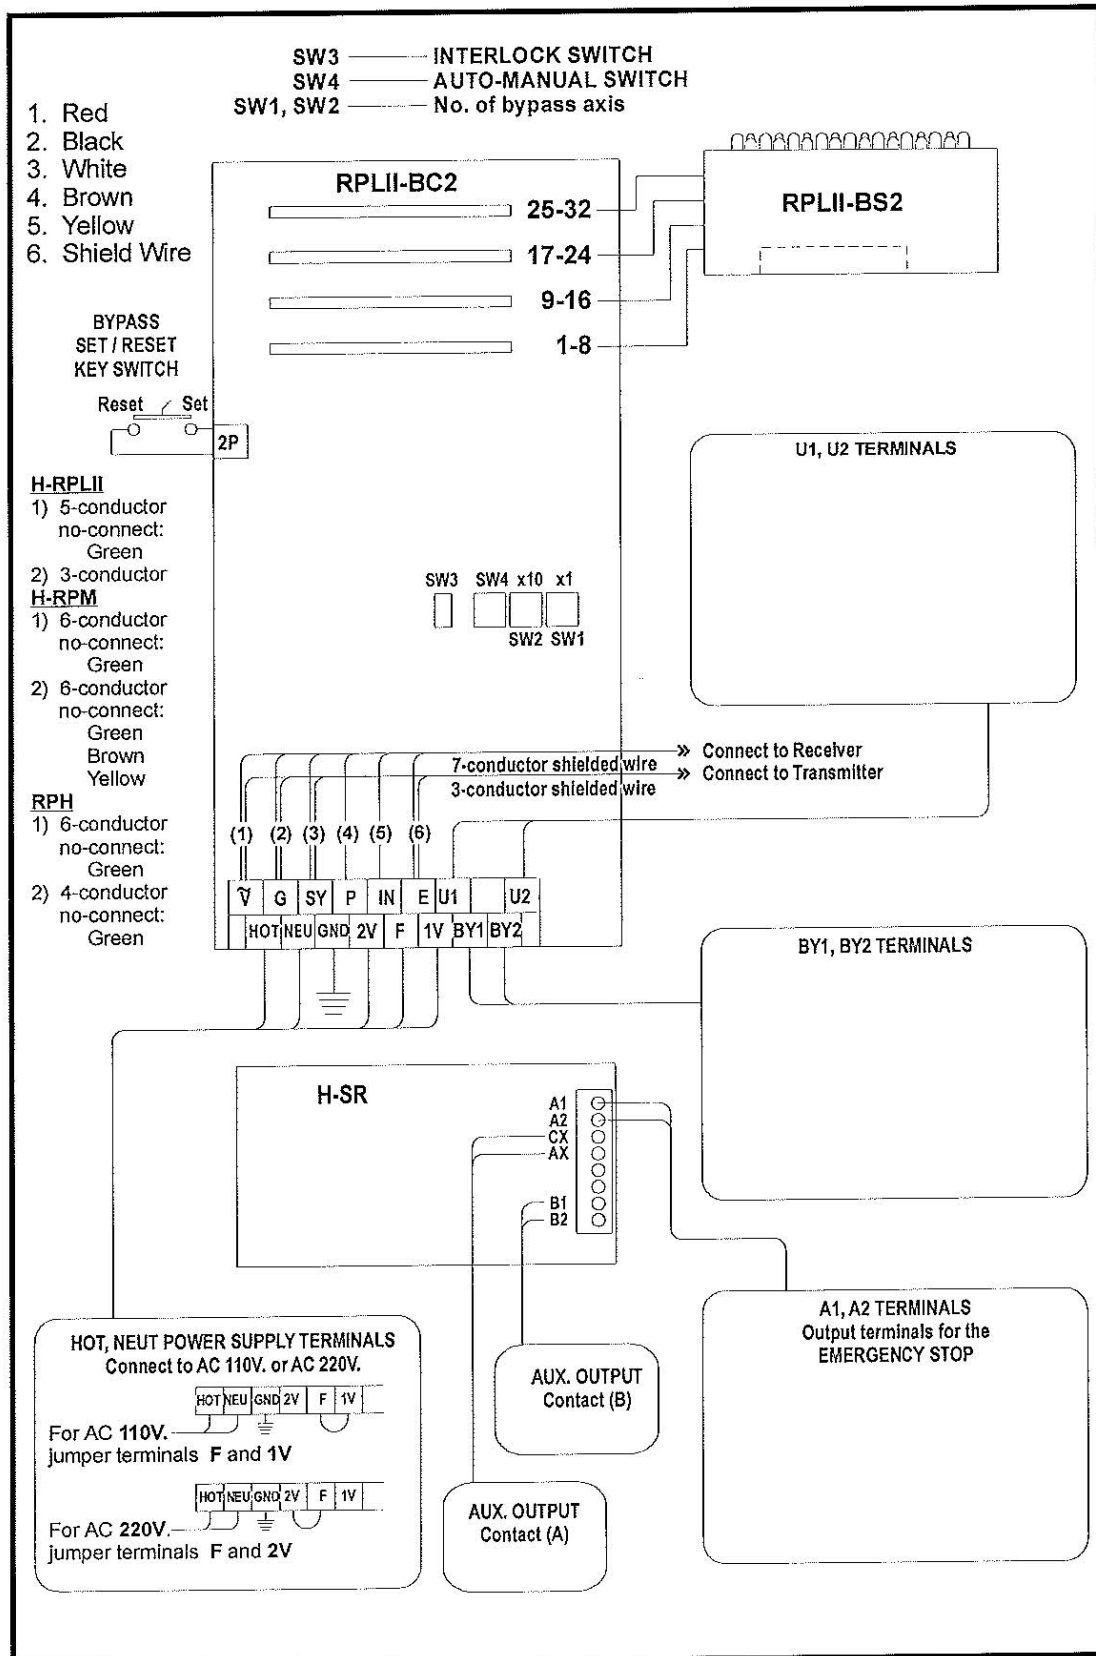 SW3 INTERLOCK SWITCH
SW4 AUTO-MANUAL SWITCH
SW1, SW2 No. of bypass axis
1. Red
2. Black
3. White
4. Brown
5. Yellow
6. Shield Wire
RPLII-BC2
25-32
17-24
9-16
1-8
RPLII-BS2
BYPASS
SET / RESET
KEY SWITCH
Reset Set
2P
H-RPLII
1) 5-conductor
no-connect:
Green
2) 3-conductor
H-RPM
1) 6-conductor
no-connect:
Green
2) 6-conductor
no-connect:
Green
Brown
Yellow
RPH
1) 6-conductor
no-connect:
Green
2) 4-conductor
no-connect:
Green
U1, U2 TERMINALS
SW3 SW4 x10 x1
SW2 SW1
7-conductor shielded wire » Connect to Receiver
3-conductor shielded wire » Connect to Transmitter
(1) (2) (3) (4) (5) (6)
V G SY P IN E U1 U2
HOT NEU GND 2V F 1V BY1 BY2
BY1, BY2 TERMINALS
H-SR
A1
A2
CX
AX
B1
B2
HOT, NEUT POWER SUPPLY TERMINALS
Connect to AC 110V. or AC 220V.
HOT NEU GND 2V F 1V
For AC 110V.
jumper terminals F and 1V
HOT NEU GND 2V F 1V
For AC 220V.
jumper terminals F and 2V
AUX. OUTPUT
Contact (B)
AUX. OUTPUT
Contact (A)
A1, A2 TERMINALS
Output terminals for the
EMERGENCY STOP